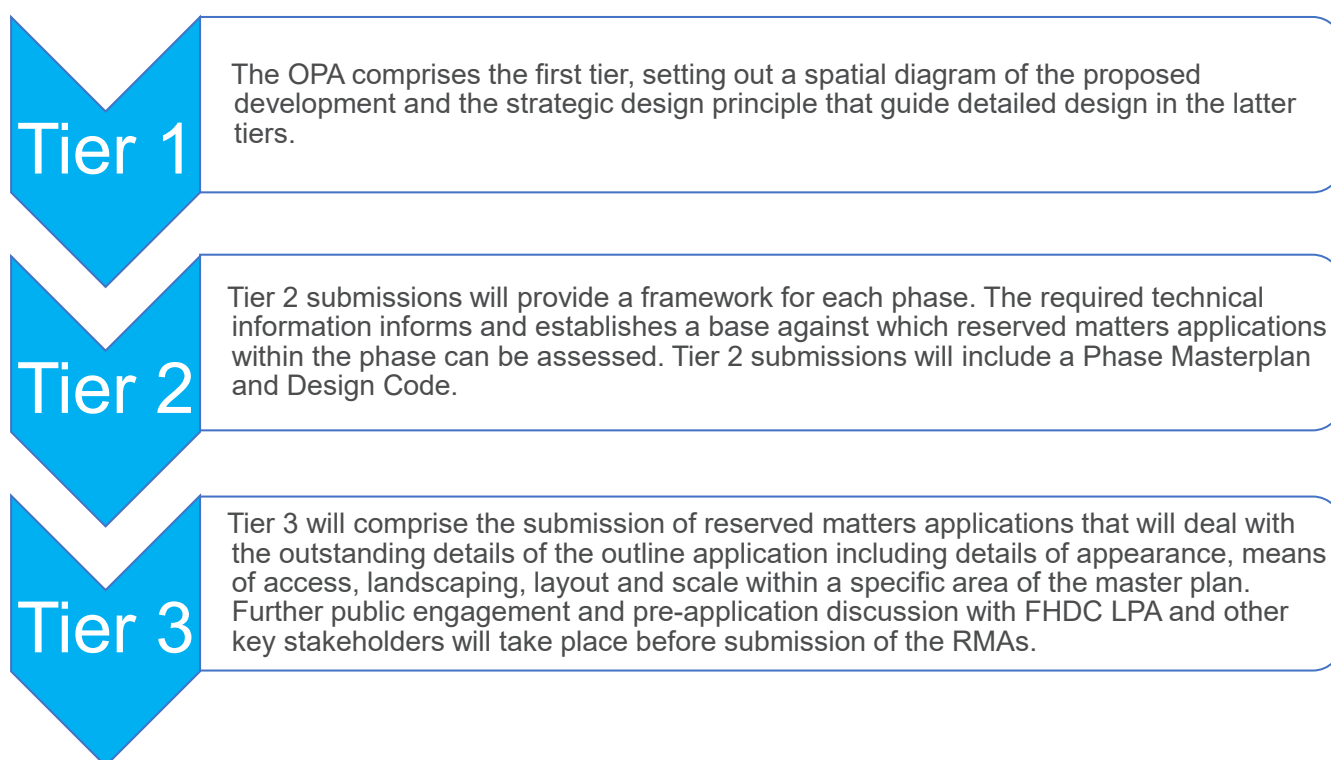 Tier 1
The OPA comprises the first tier, setting out a spatial diagram of the proposed
development and the strategic design principle that guide detailed design in the latter
tiers.
Tier 2
Tier 2 submissions will provide a framework for each phase. The required technical
information informs and establishes a base against which reserved matters applications
within the phase can be assessed. Tier 2 submissions will include a Phase Masterplan
and Design Code.
Tier 3
Tier 3 will comprise the submission of reserved matters applications that will deal with
the outstanding details of the outline application including details of appearance, means
of access, landscaping, layout and scale within a specific area of the master plan.
Further public engagement and pre-application discussion with FHDC LPA and other
key stakeholders will take place before submission of the RMAs.